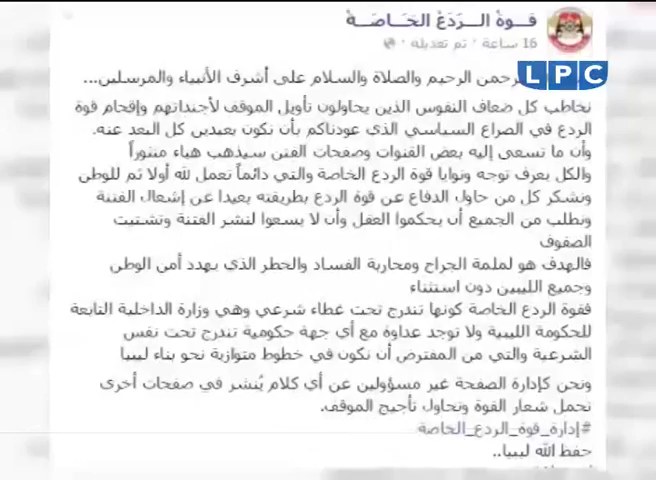 قــوة الــردع الخــاصــة
16 ساعة · تم تعديله ·
LPC
الرحمن الرحيم والصلاة والسلام على أشرف الأنبياء والمرسلين...
نخاطب كل ضعاف النفوس الذين يحاولون تأويل الموقف لأجنداتهم وإقحام قوة
الردع في الصراع السياسي الذي عودناكم بأن نكون بعيدين كل البعد عنه.
وأن ما تسعى إليه بعض القنوات وصفحات الفتن سيذهب هباء منثوراً
والكل يعرف توجه ونوايا قوة الردع الخاصة والتي دائماً تعمل لله أولا ثم للوطن
ونشكر كل من حاول الدفاع عن قوة الردع بطريقته بعيدا عن إشعال الفتنة
ونطلب من الجميع أن يحكموا العقل وأن لا يسعوا لنشر الفتنة وتشتيت
الصفوف
فالهدف هو لملمة الجراح ومحاربة الفساد والخطر الذي يهدد أمن الوطن
وجميع الليبين دون استثناء
فقوة الردع الخاصة كونها تندرج تحت غطاء شرعي وهي وزارة الداخلية التابعة
للحكومة الليبية ولا توجد عداوة مع أي جهة حكومية تندرج تحت نفس
الشرعية والتي من المفترض أن نكون في خطوط متوازية نحو بناء ليبيا
ونحن كإدارة الصفحة غير مسؤولين عن أي كلام يُنشر في صفحات أخرى
تحمل شعار القوة وتحاول تأجيج الموقف.
#إدارة_قوة_الردع_الخاصة
حفظ الله ليبيا..